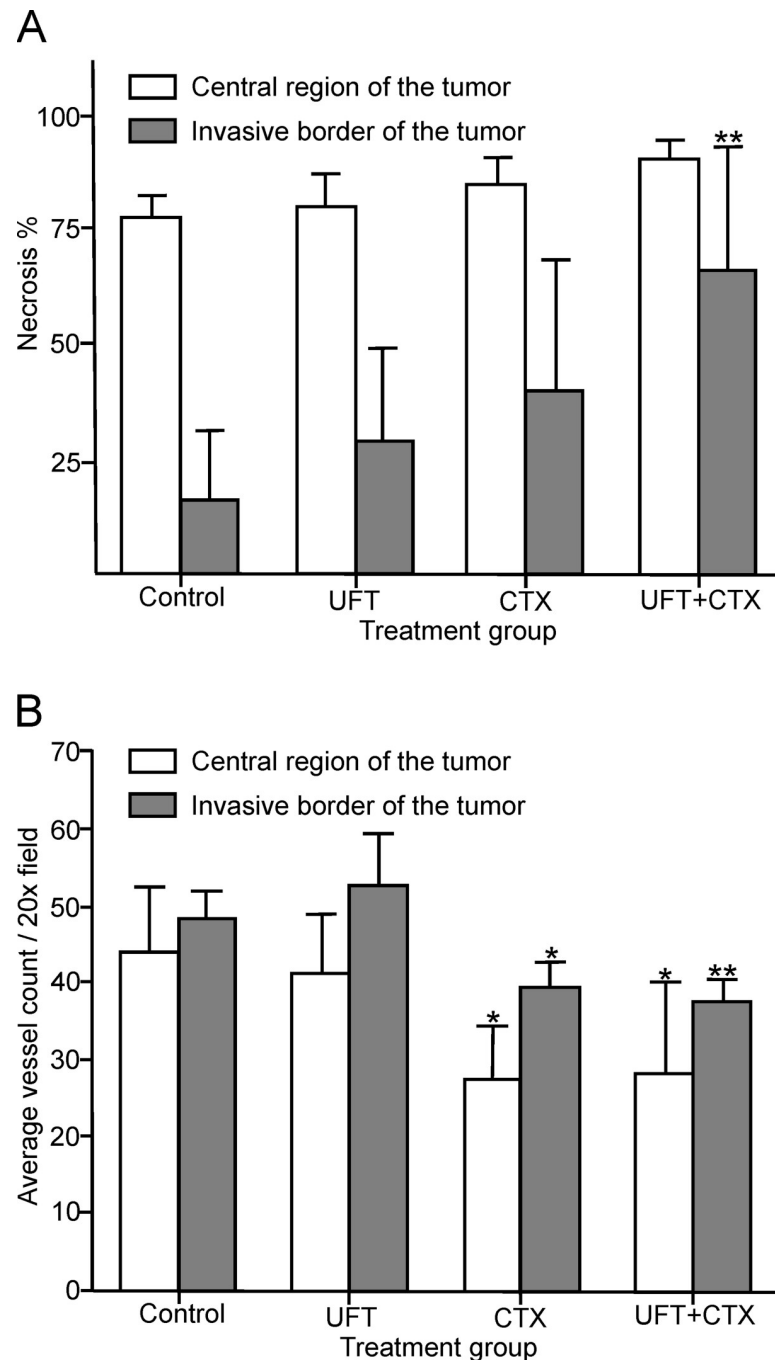 A
Central region of the tumor
Invasive border of the tumor
**
100
75
50
25
Necrosis %
Control UFT CTX UFT+CTX
Treatment group
B
Central region of the tumor
Invasive border of the tumor
70
60
50
40
30
20
10
0
Average vessel count / 20x field
* * * **
Control UFT CTX UFT+CTX
Treatment group